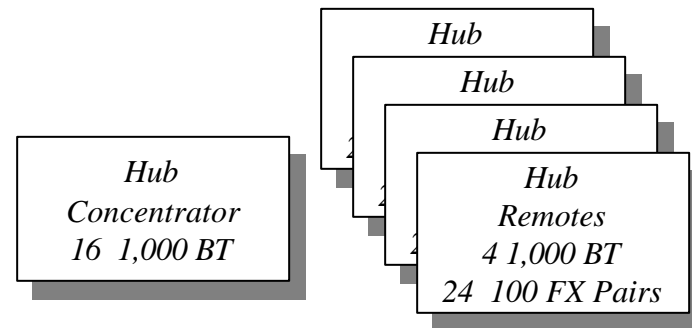 Hub
Concentrator
16 1,000 BT
Hub
Hub
Hub
Hub
Remotes
4 1,000 BT
24 100 FX Pairs